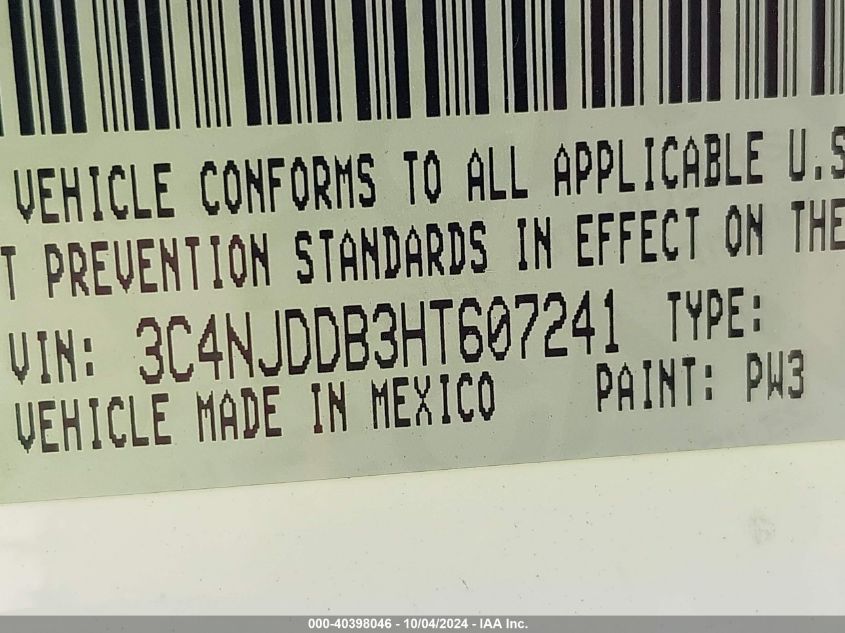 VEHICLE CONFORMS TO ALL APPLICABLE U.S
T PREVENTION STANDARDS IN EFFECT ON THE
VIN: 3C4NJDDB3HT607241 TYPE:
VEHICLE MADE IN MEXICO PAINT: PW3
000-40398046 - 10/04/2024 - IAA Inc.